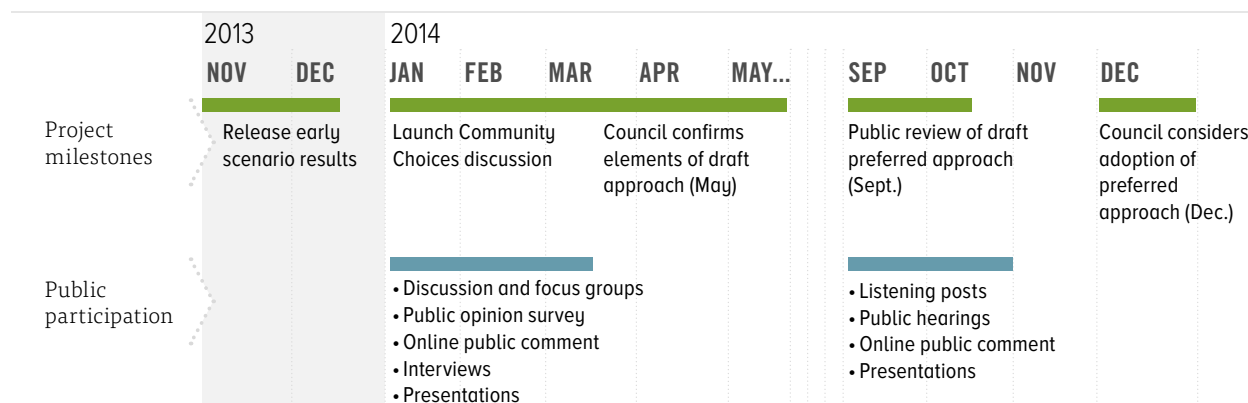 2013 2014
NOV DEC JAN FEB MAR APR MAY... SEP OCT NOV DEC
Project
milestones
Release early
scenario results
Launch Community
Choices discussion
Council confirms
elements of draft
approach (May)
Public review of draft
preferred approach
(Sept.)
Council considers
adoption of
preferred
approach (Dec.)
Public
participation
• Discussion and focus groups
• Public opinion survey
• Online public comment
• Interviews
• Presentations
• Listening posts
• Public hearings
• Online public comment
• Presentations